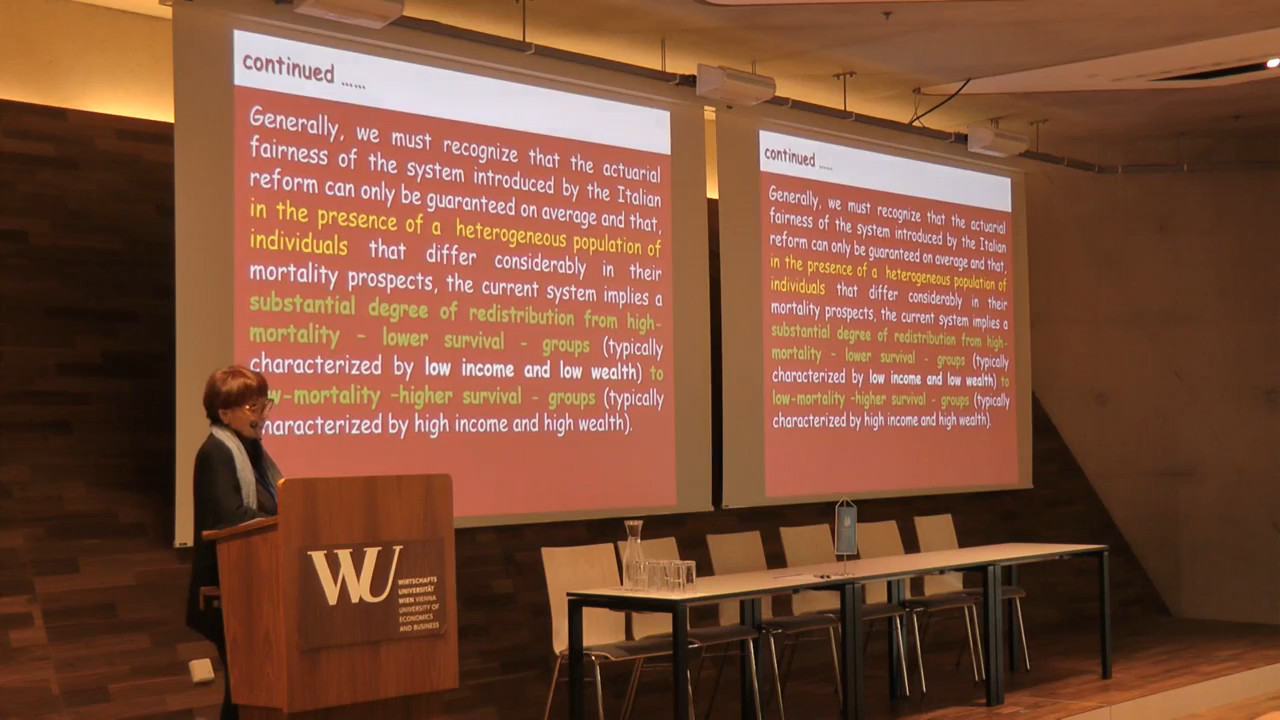 continued ......
Generally, we must recognize that the actuarial
fairness of the system introduced by the Italian
reform can only be guaranteed on average and that,
in the presence of a heterogeneous population of
individuals that differ considerably in their
mortality prospects, the current system implies a
substantial degree of redistribution from high-
mortality - lower survival - groups (typically
characterized by low income and low wealth) to
w-mortality -higher survival - groups (typically
haracterized by high income and high wealth).
continued ......
Generally, we must recognize that the actuarial
fairness of the system introduced by the Italian
reform can only be guaranteed on average and that,
in the presence of a heterogeneous population of
individuals that differ considerably in their
mortality prospects, the current system implies a
substantial degree of redistribution from high-
mortality - lower survival - groups (typically
characterized by low income and low wealth) to
low-mortality -higher survival - groups (typically
characterized by high income and high wealth).
WU
WIRTSCHAFTS
UNIVERSITÄT
WIEN VIENNA
UNIVERSITY OF
ECONOMICS
AND BUSINESS